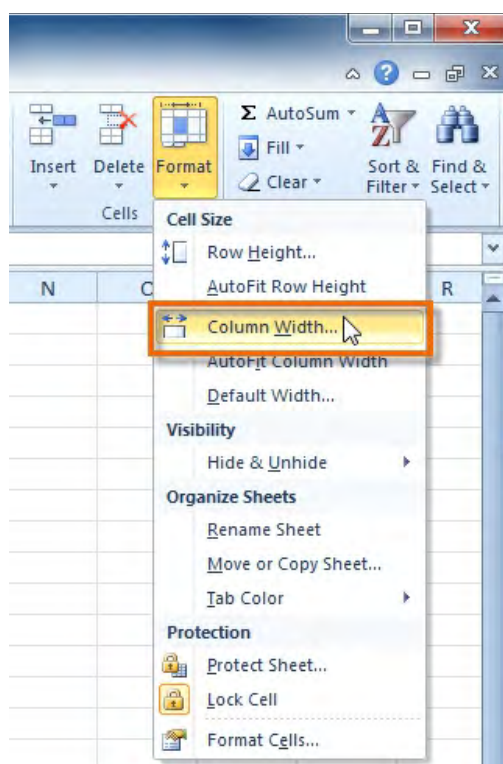 Σ AutoSum
Insert Delete Format Fill Sort & Find &
Clear Filter Select
Cells
Cell Size
Row Height...
N AutoFit Row Height R
Column Width...
AutoFit Column Width
Default Width...
Visibility
Hide & Unhide
Organize Sheets
Rename Sheet
Move or Copy Sheet...
Tab Color
Protection
Protect Sheet...
Lock Cell
Format Cells...